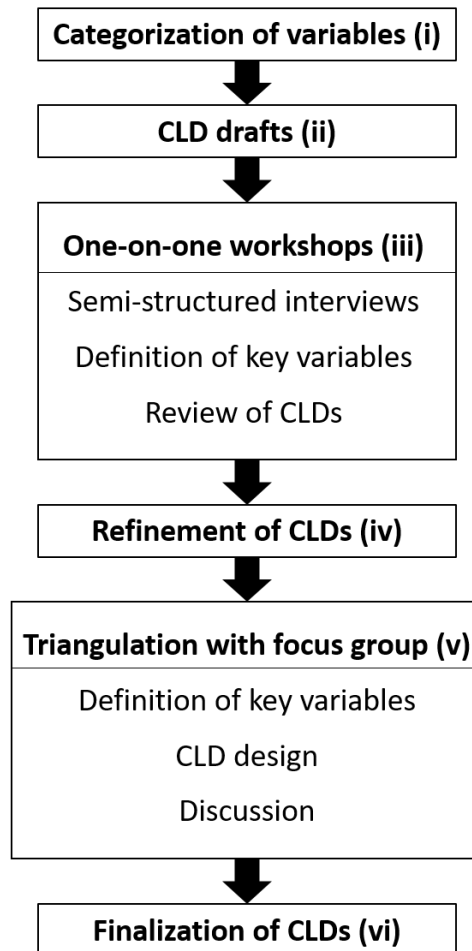 Categorization of variables (i)
CLD drafts (ii)
One-on-one workshops (iii)
Semi-structured interviews
Definition of key variables
Review of CLDs
Refinement of CLDs (iv)
Triangulation with focus group (v)
Definition of key variables
CLD design
Discussion
Finalization of CLDs (vi)